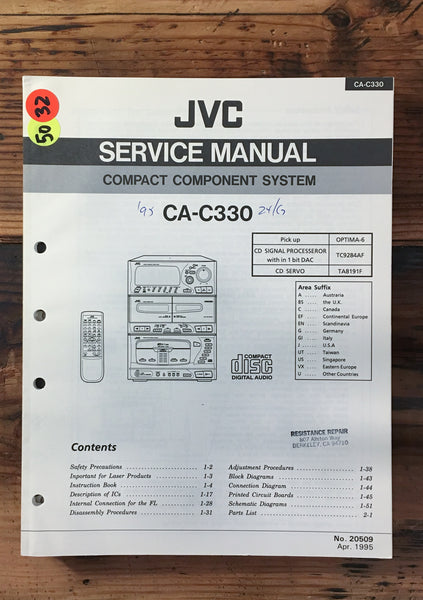 CA-C330
32
50
JVC
SERVICE MANUAL
COMPACT COMPONENT SYSTEM
'95 CA-C330 24/G
Pick up OPTIMA-6
CD SIGNAL PROCESSEROR with in 1 bit DAC TC9284AF
CD SERVO TA8191F
Area Suffix
A ..... Austraria
BS ..... the U.K.
C ..... Canada
EF ..... Continental Europe
EN ..... Scandinavia
G ..... Germany
GI ..... Italy
J ..... U.S.A
UT ..... Taiwan
US ..... Singapore
VX ..... Eastern Europe
U ..... Other Countries
COMPACT
disc
DIGITAL AUDIO
RESISTANCE REPAIR
607 Alston Way
BERKELEY, CA 94710
Contents
Safety Precautions 1-2
Important for Laser Products 1-3
Instruction Book 1-4
Description of ICs 1-17
Internal Connection for the FL 1-28
Disassembly Procedures 1-31
Adjustment Procedures 1-38
Block Diagrams 1-43
Connection Diagram 1-44
Printed Circuit Boards 1-45
Schematic Diagrams 1-51
Parts List 2-1
No. 20509
Apr. 1995